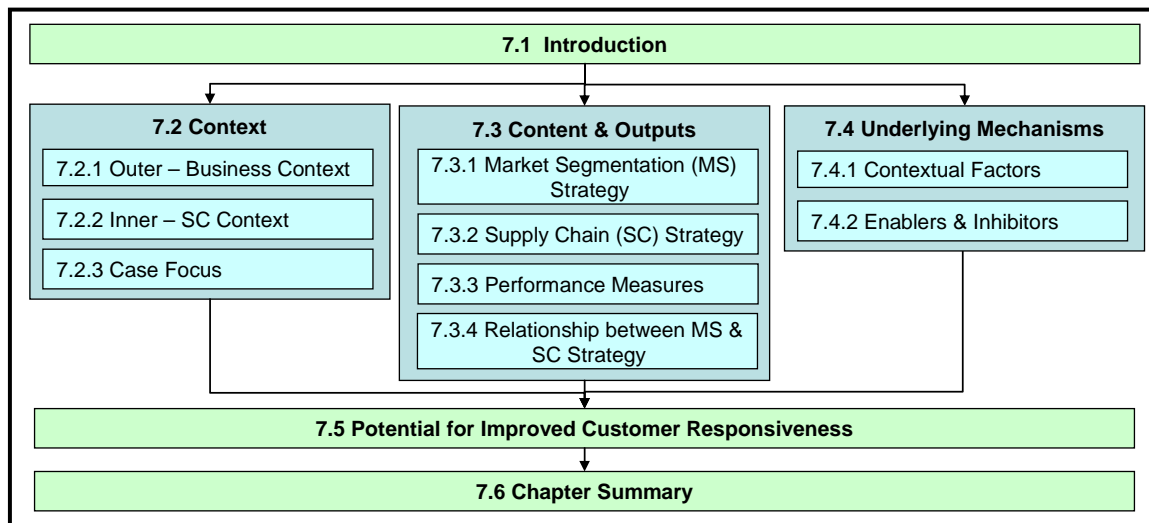 7.1 Introduction
7.2 Context
7.2.1 Outer – Business Context
7.2.2 Inner – SC Context
7.2.3 Case Focus
7.3 Content & Outputs
7.3.1 Market Segmentation (MS)
Strategy
7.3.2 Supply Chain (SC) Strategy
7.3.3 Performance Measures
7.3.4 Relationship between MS &
SC Strategy
7.4 Underlying Mechanisms
7.4.1 Contextual Factors
7.4.2 Enablers & Inhibitors
7.5 Potential for Improved Customer Responsiveness
7.6 Chapter Summary